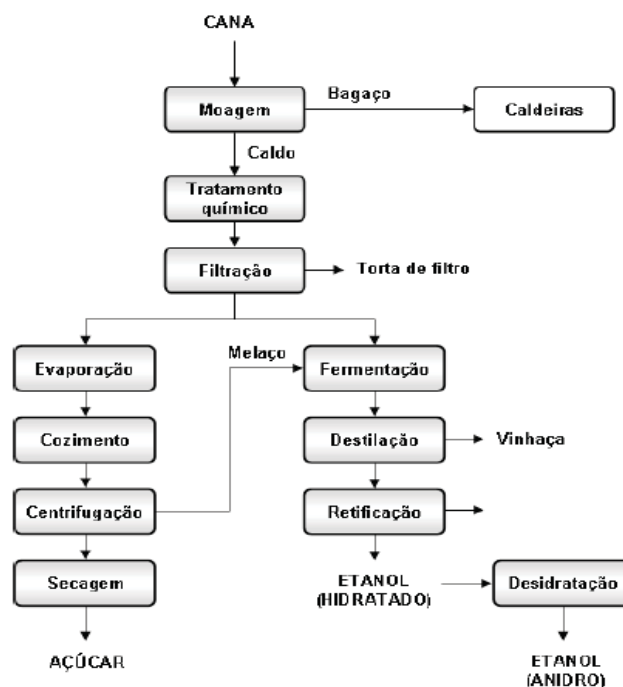 CANA
Bagaço
Moagem
Caldeiras
Caldo
Tratamento
químico
Filtração
Torta de filtro
Melaço
Evaporação
Fermentação
Cozimento
Destilação
Vinhaça
Centrifugação
Retificação
Secagem
ETANOL
(HIDRATADO)
Desidratação
AÇÚCAR
ETANOL
(ANIDRO)